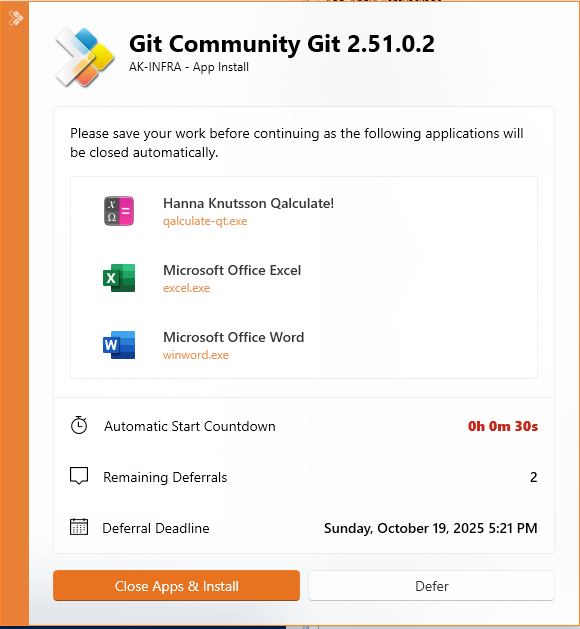 Git Community Git 2.51.0.2
AK-INFRA - App Install
Please save your work before continuing as the following applications will
be closed automatically.
Hanna Knutsson Qalculate!
qalculate-qt.exe
Microsoft Office Excel
excel.exe
Microsoft Office Word
winword.exe
Automatic Start Countdown 0h 0m 30s
Remaining Deferrals 2
Deferral Deadline Sunday, October 19, 2025 5:21 PM
Close Apps & Install Defer